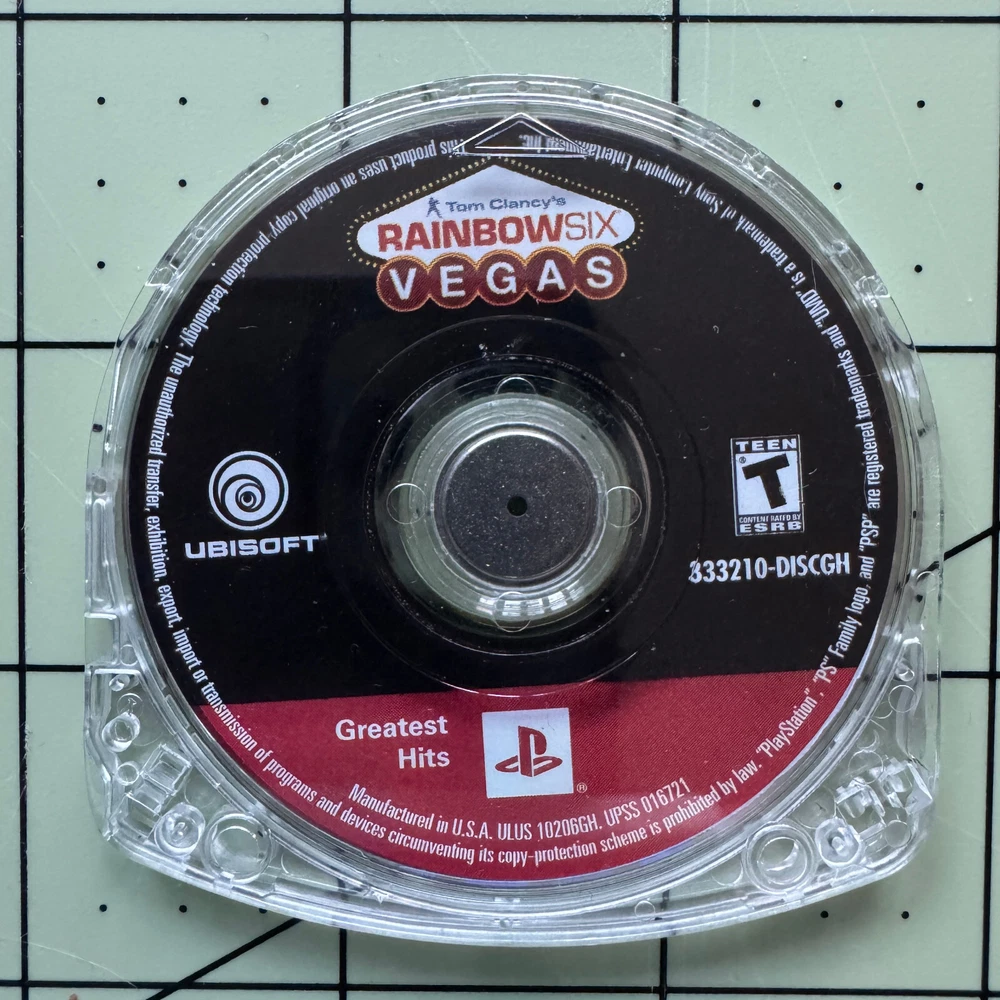 Tom Clancy's
RAINBOWSIX
VEGAS
UBISOFT
TEEN
T
CONTENT RATED BY
ESRB
333210-DISCGH
Greatest
Hits
Manufactured in U.S.A. ULUS 10206GH. UPSS 016721
This product uses an original copy protection technology. The unauthorized transfer, exhibition, export, import or transmission of programs and devices circumventing its copy-protection scheme is prohibited by law. "PlayStation", "PS" Family logo, and "PSP" are registered trademarks and "UMD" is a trademark of Sony Computer Entertainment Inc.